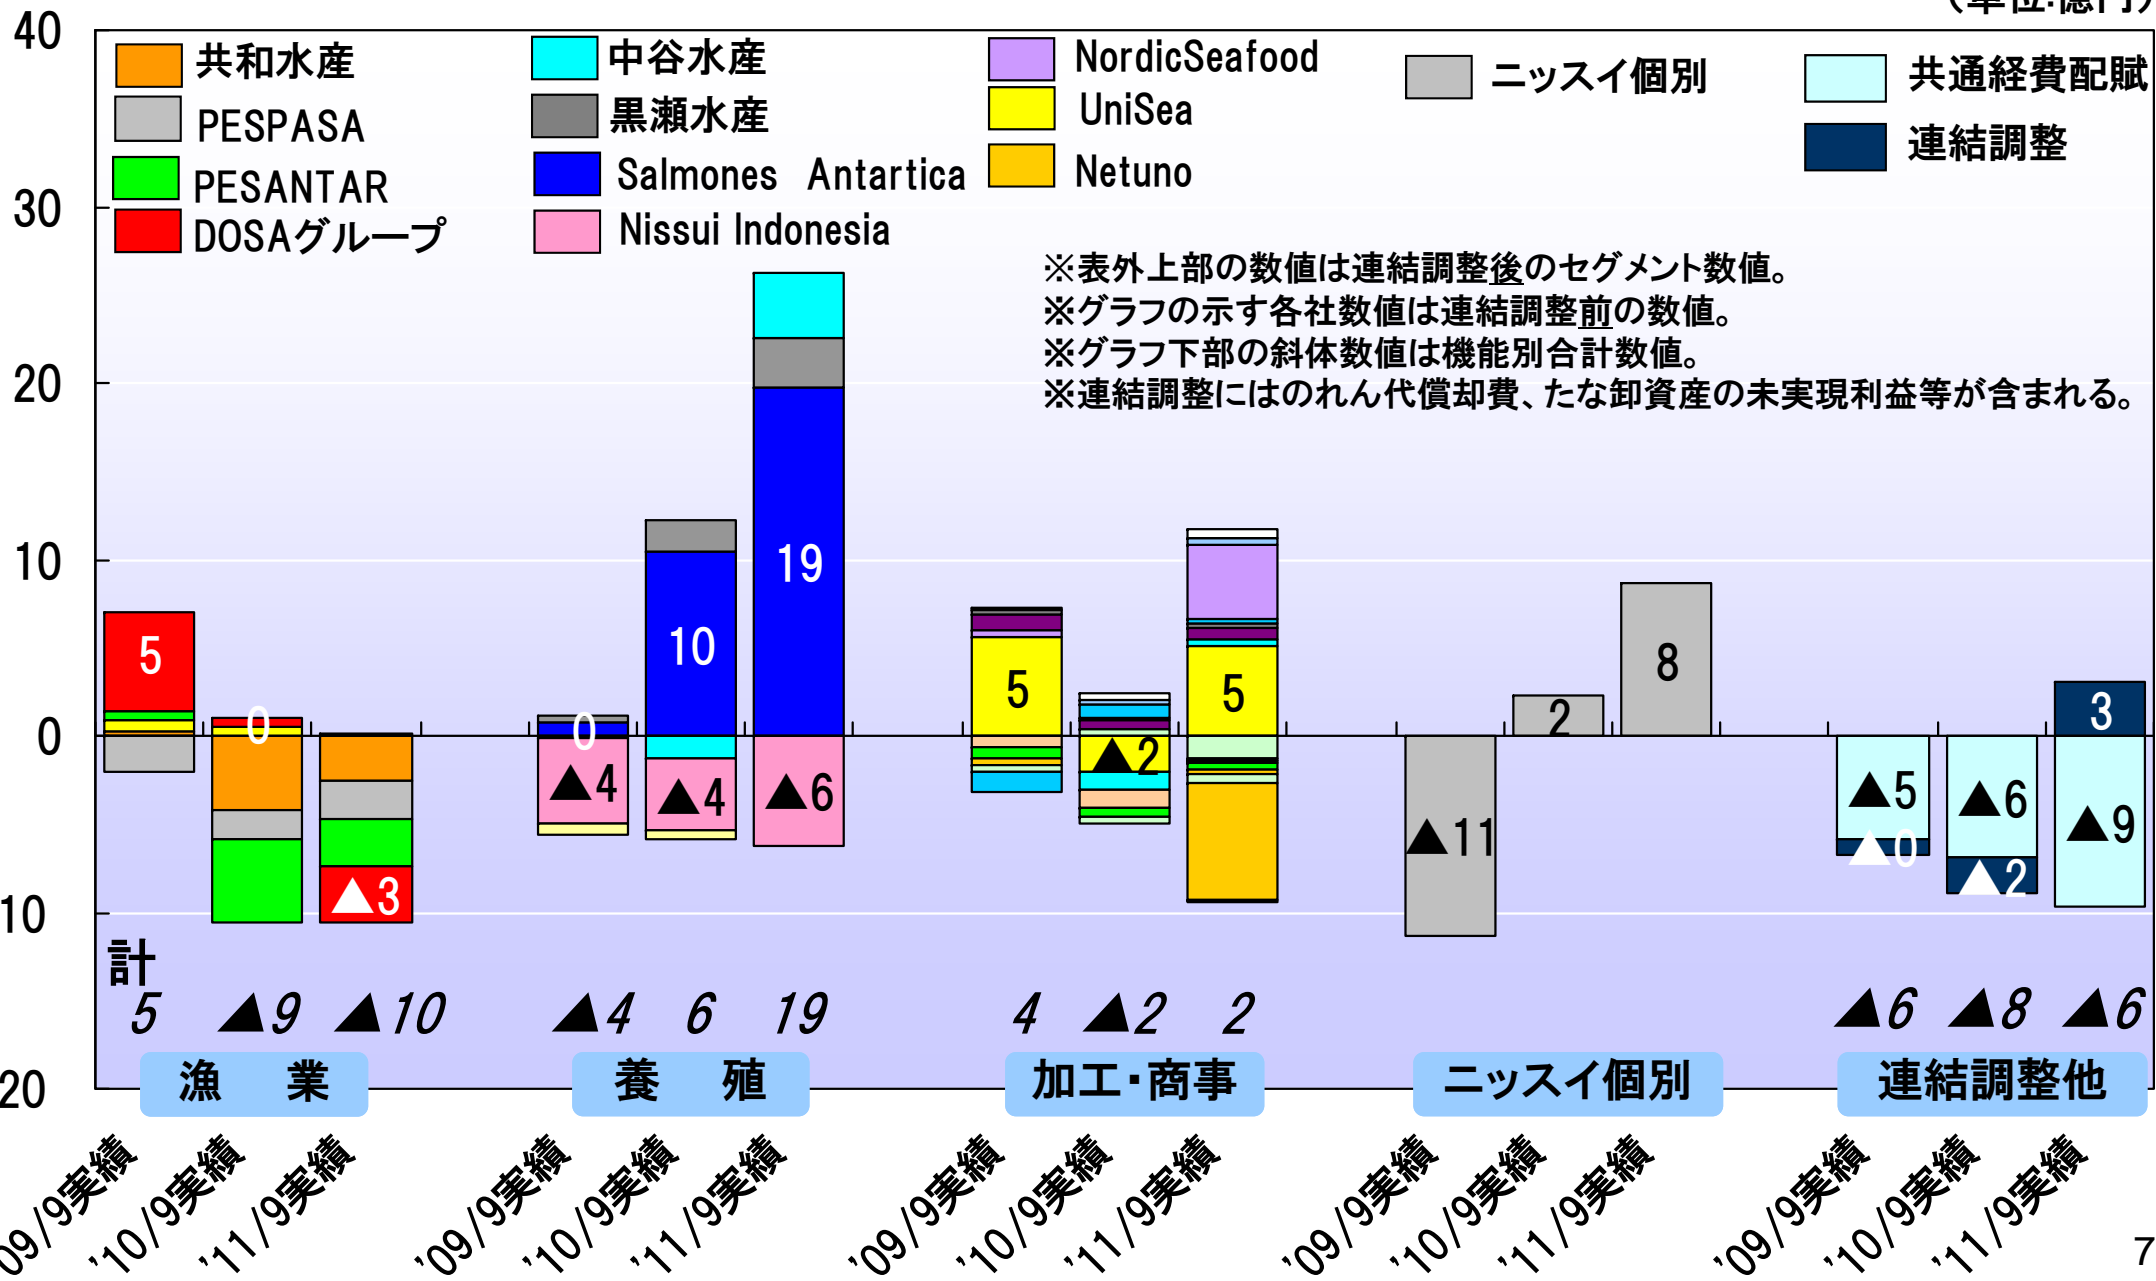 (単位:億円)
40
30
20
10
0
10
20
共和水産
PESPASA
PESANTAR
DOSAグループ
中谷水産
黒瀬水産
Salmones Antartica
Nissui Indonesia
NordicSeafood
UniSea
Netuno
ニッスイ個別
共通経費配賦
連結調整
※表外上部の数値は連結調整後のセグメント数値。
※グラフの示す各社数値は連結調整前の数値。
※グラフ下部の斜体数値は機能別合計数値。
※連結調整にはのれん代償却費、たな卸資産の未実現利益等が含まれる。
5
0
▲3
0
▲4
10
▲4
19
▲6
5
▲2
5
▲11
2
8
▲5
▲0
▲6
▲2
3
▲9
計
5 ▲9 ▲10 ▲4 6 19 4 ▲2 2 ▲6 ▲8 ▲6
漁 業 養 殖 加工・商事 ニッスイ個別 連結調整他
'09/9実績 '10/9実績 '11/9実績 '09/9実績 '10/9実績 '11/9実績 '09/9実績 '10/9実績 '11/9実績 '09/9実績 '10/9実績 '11/9実績 '09/9実績 '10/9実績 '11/9実績
7